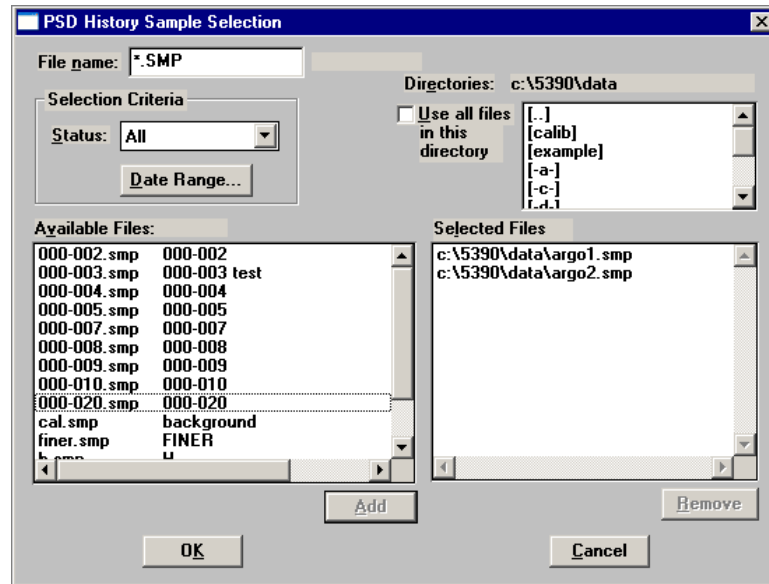 PSD History Sample Selection
File name: *.SMP
Directories: c:\5390\data
Selection Criteria
Status: All
Date Range...
Use all files
in this
directory
[..]
[calib]
[example]
[-a-]
[-c-]
[-d-]
Available Files:
000-002.smp 000-002
000-003.smp 000-003 test
000-004.smp 000-004
000-005.smp 000-005
000-007.smp 000-007
000-008.smp 000-008
000-009.smp 000-009
000-010.smp 000-010
000-020.smp 000-020
cal.smp background
finer.smp FINER
h.smp H
Selected Files
c:\5390\data\argo1.smp
c:\5390\data\argo2.smp
Add
Remove
OK
Cancel